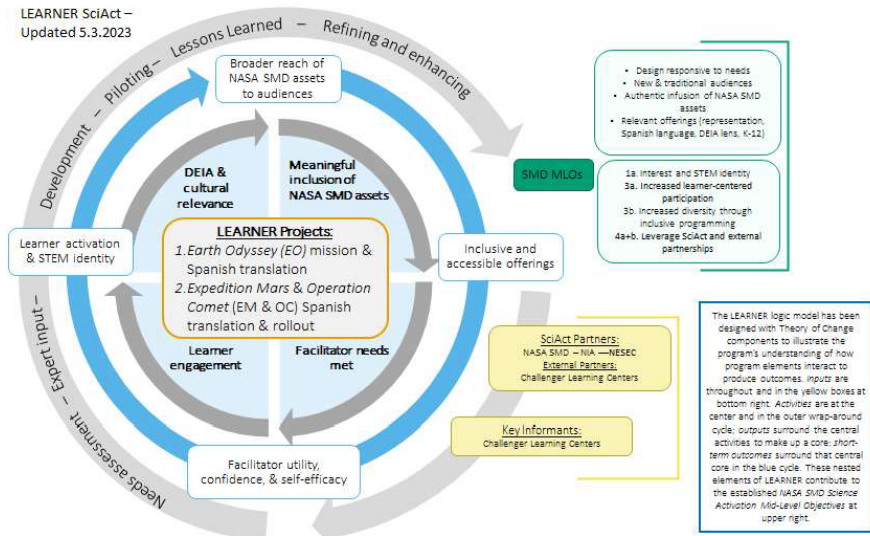 LEARNER SciAct –
Updated 5.3.2023
Needs assessment – Expert input – Development – Piloting – Lessons Learned – Refining and enhancing
Broader reach of
NASA SMD assets
to audiences
DEIA &
cultural
relevance
Meaningful
inclusion of
NASA SMD assets
LEARNER Projects:
1. Earth Odyssey (EO) mission &
Spanish translation
2. Expedition Mars & Operation
Comet (EM & OC) Spanish
translation & rollout
Learner activation
& STEM identity
Inclusive and
accessible offerings
Learner
engagement
Facilitator needs
met
Facilitator utility,
confidence, & self-efficacy
SMD MLOs
• Design responsive to needs
• New & traditional audiences
• Authentic infusion of NASA SMD
assets
• Relevant offerings (representation,
Spanish language, DEIA lens, K-12)
1a. Interest and STEM identity
3a. Increased learner-centered
participation
3b. Increased diversity through
inclusive programming
4a+b. Leverage SciAct and external
partnerships
SciAct Partners:
NASA SMD – NIA —NESEC
External Partners:
Challenger Learning Centers
Key Informants:
Challenger Learning Centers
The LEARNER logic model has been
designed with Theory of Change
components to illustrate the
program's understanding of how
program elements interact to
produce outcomes. Inputs are
throughout and in the yellow boxes at
bottom right. Activities are at the
center and in the outer wrap-around
cycle; outputs surround the central
activities to make up a core; short-
term outcomes surround that central
core in the blue cycle. These nested
elements of LEARNER contribute to
the established NASA SMD Science
Activation Mid-Level Objectives at
upper right.